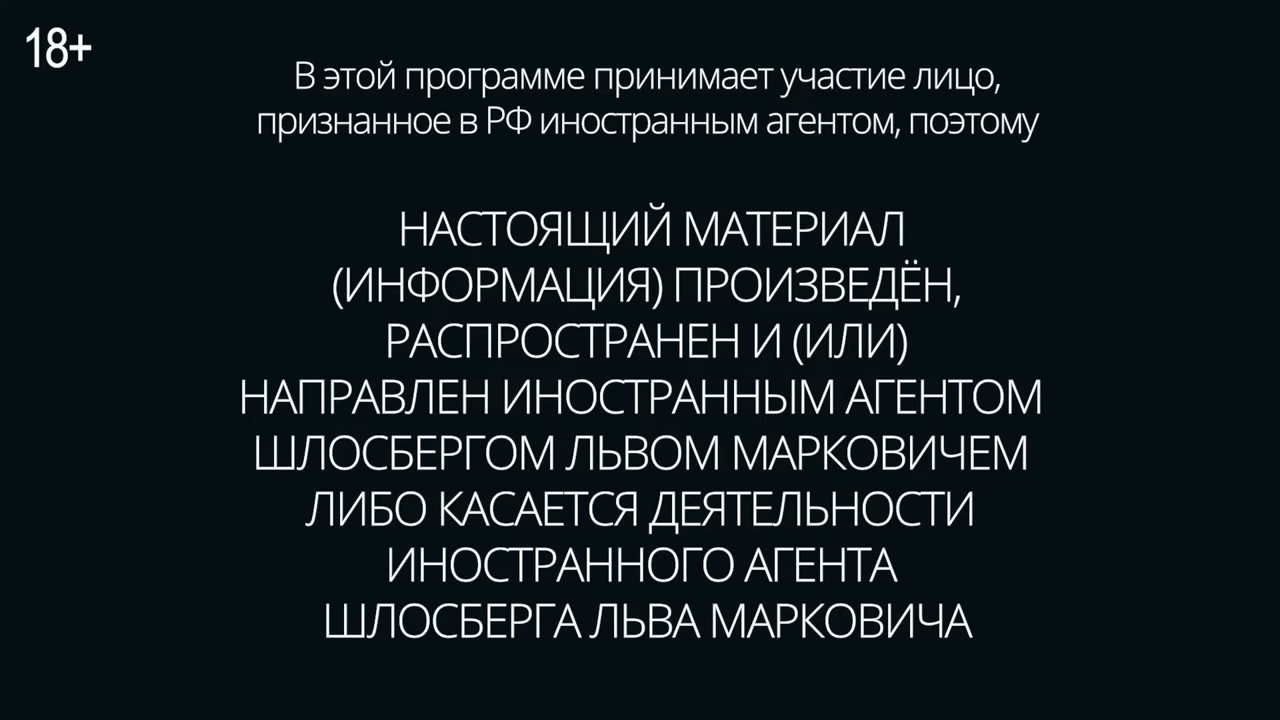 18+
В этой программе принимает участие лицо,
признанное в РФ иностранным агентом, поэтому
НАСТОЯЩИЙ МАТЕРИАЛ
(ИНФОРМАЦИЯ) ПРОИЗВЕДЁН,
РАСПРОСТРАНЕН И (ИЛИ)
НАПРАВЛЕН ИНОСТРАННЫМ АГЕНТОМ
ШЛОСБЕРГОМ ЛЬВОМ МАРКОВИЧЕМ
ЛИБО КАСАЕТСЯ ДЕЯТЕЛЬНОСТИ
ИНОСТРАННОГО АГЕНТА
ШЛОСБЕРГА ЛЬВА МАРКОВИЧА